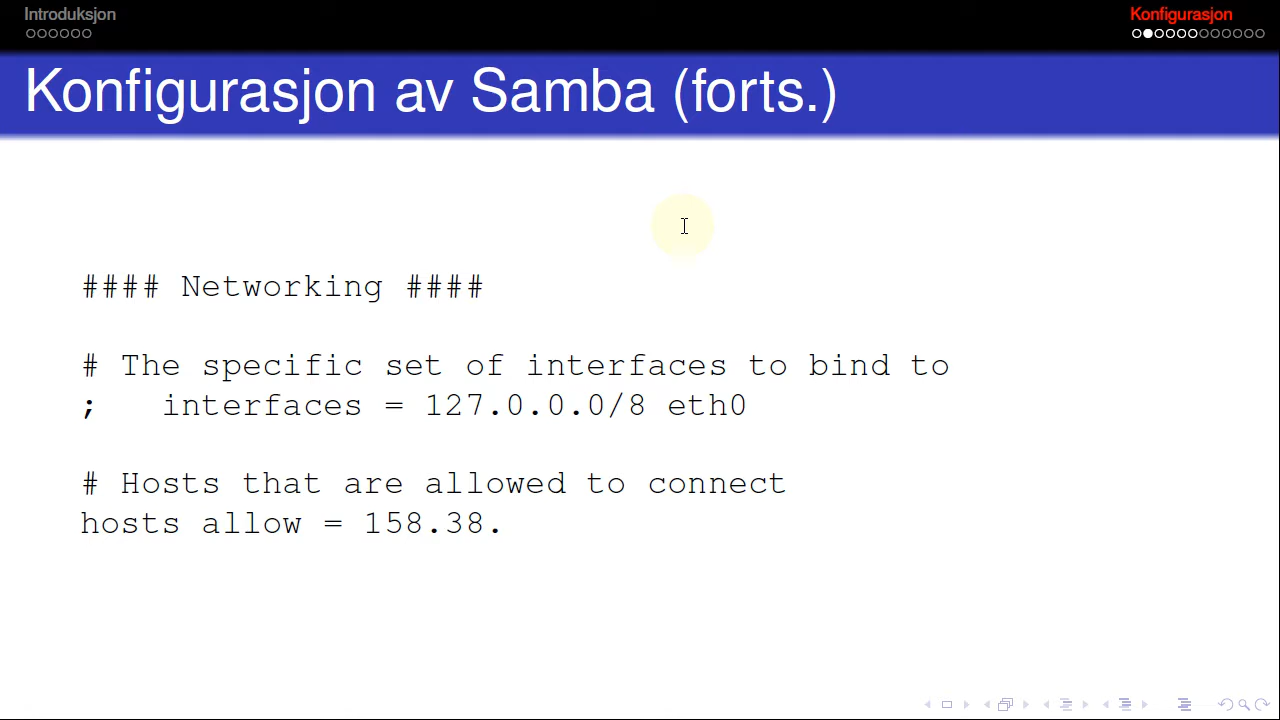 Introduksjon
Konfigurasjon
Konfigurasjon av Samba (forts.)
#### Networking ####
# The specific set of interfaces to bind to
;   interfaces = 127.0.0.0/8 eth0
# Hosts that are allowed to connect
hosts allow = 158.38.